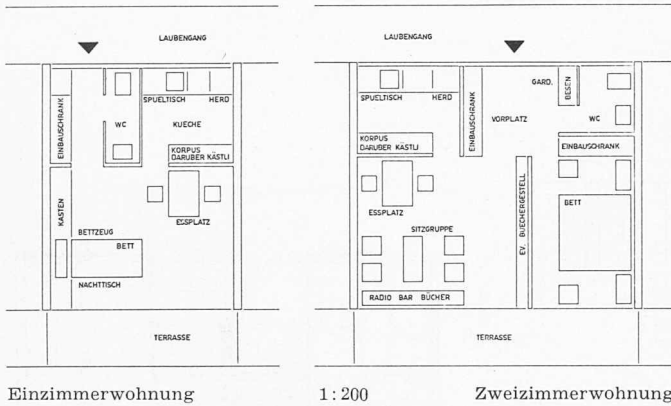 LAUBENGANG
EINBAUSCHRANK
WC
SPUELTISCH HERD
KUECHE
KORPUS
DARUBER KÄSTLI
ESSPLATZ
KASTEN
BETTZEUG
BETT
NACHTTISCH
TERRASSE
Einzimmerwohnung
1:200
LAUBENGANG
SPUELTISCH HERD
EINBAUSCHRANK
GARD.
BESEN
VORPLATZ
WC
KORPUS
DARUBER KÄSTLI
EINBAUSCHRANK
ESSPLATZ
SITZGRUPPE
EV. BUECHERGESTELL
BETT
RADIO BAR BÜCHER
TERRASSE
Zweizimmerwohnung